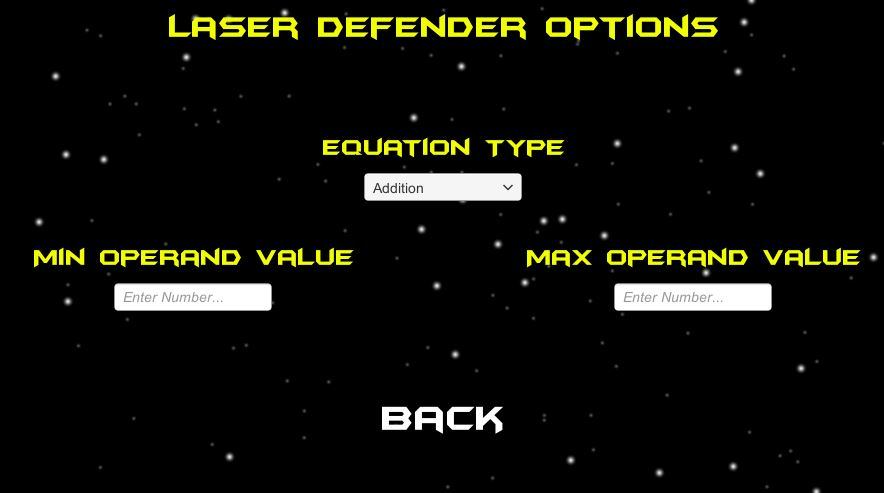 LASER DEFENDER OPTIONS
EQUATION TYPE
Addition
MIN OPERAND VALUE
MAX OPERAND VALUE
Enter Number...
Enter Number...
BACK